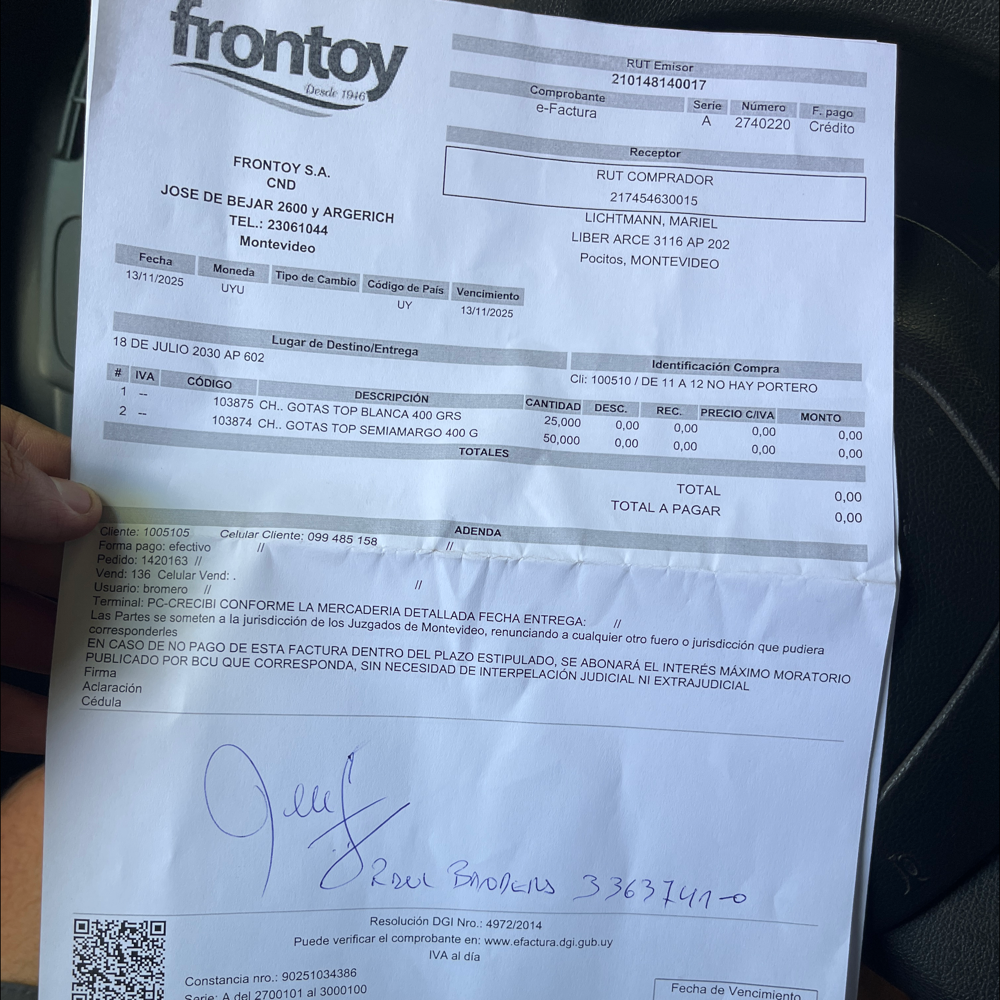 frontoy
Desde 1946
RUT Emisor
210148140017
Comprobante Serie Número F. pago
e-Factura A 2740220 Crédito
Receptor
RUT COMPRADOR
217454630015
LICHTMANN, MARIEL
LIBER ARCE 3116 AP 202
Pocitos, MONTEVIDEO
FRONTOY S.A.
CND
JOSE DE BEJAR 2600 y ARGERICH
TEL.: 23061044
Montevideo
Fecha Moneda Tipo de Cambio Código de País Vencimiento
13/11/2025 UYU UY 13/11/2025
Lugar de Destino/Entrega Identificación Compra
18 DE JULIO 2030 AP 602 Cli: 100510 / DE 11 A 12 NO HAY PORTERO
# IVA CÓDIGO DESCRIPCIÓN CANTIDAD DESC. REC. PRECIO C/IVA MONTO
1 -- 103875 CH.. GOTAS TOP BLANCA 400 GRS 25,000 0,00 0,00 0,00 0,00
2 -- 103874 CH.. GOTAS TOP SEMIAMARGO 400 G 50,000 0,00 0,00 0,00 0,00
TOTALES
TOTAL 0,00
TOTAL A PAGAR 0,00
ADENDA
Cliente: 1005105 Celular Cliente: 099 485 158
Forma pago: efectivo // //
Pedido: 1420163 //
Vend: 136 Celular Vend: . //
Usuario: bromero //
Terminal: PC-CRECIBI CONFORME LA MERCADERIA DETALLADA FECHA ENTREGA: //
Las Partes se someten a la jurisdicción de los Juzgados de Montevideo, renunciando a cualquier otro fuero o jurisdicción que pudiera
corresponderles
EN CASO DE NO PAGO DE ESTA FACTURA DENTRO DEL PLAZO ESTIPULADO, SE ABONARÁ EL INTERÉS MÁXIMO MORATORIO
PUBLICADO POR BCU QUE CORRESPONDA, SIN NECESIDAD DE INTERPELACIÓN JUDICIAL NI EXTRAJUDICIAL
Firma
Aclaración
Cédula
3363741-0
Resolución DGI Nro.: 4972/2014
Puede verificar el comprobante en: www.efactura.dgi.gub.uy
IVA al día
Constancia nro.: 90251034386
Serie: A del 2700101 al 3000100
Fecha de Vencimiento